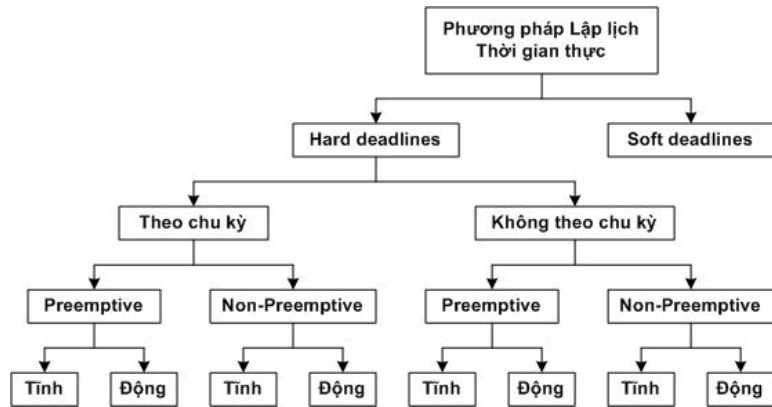 Phương pháp Lập lịch
Thời gian thực
Hard deadlines
Soft deadlines
Theo chu kỳ
Không theo chu kỳ
Preemptive
Non-Preemptive
Preemptive
Non-Preemptive
Tĩnh
Động
Tĩnh
Động
Tĩnh
Động
Tĩnh
Động